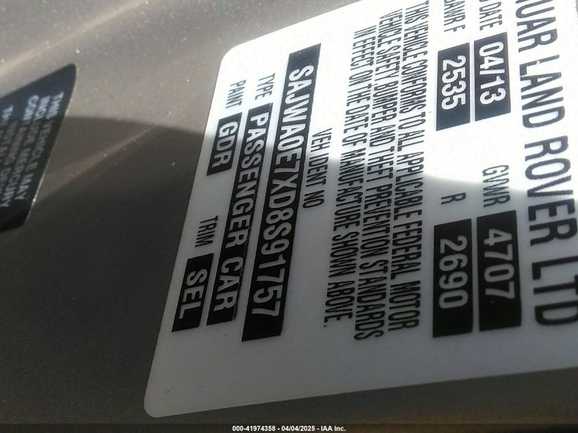 UAR LAND ROVER LTD
DATE 04/13 GVWR 4707
F 2535 R 2690
THIS VEHICLE CONFORMS TO ALL APPLICABLE FEDERAL MOTOR
VEHICLE SAFETY BUMPER AND THEFT PREVENTION STANDARDS
IN EFFECT ON THE DATE OF MANUFACTURE SHOWN ABOVE.
VEH IDENT NO
SAJWA0E7XD8S91757
TYPE PASSENGER CAR
PAINT GDR TRIM SEL
000-41974358 - 04/04/2025 - IAA Inc.